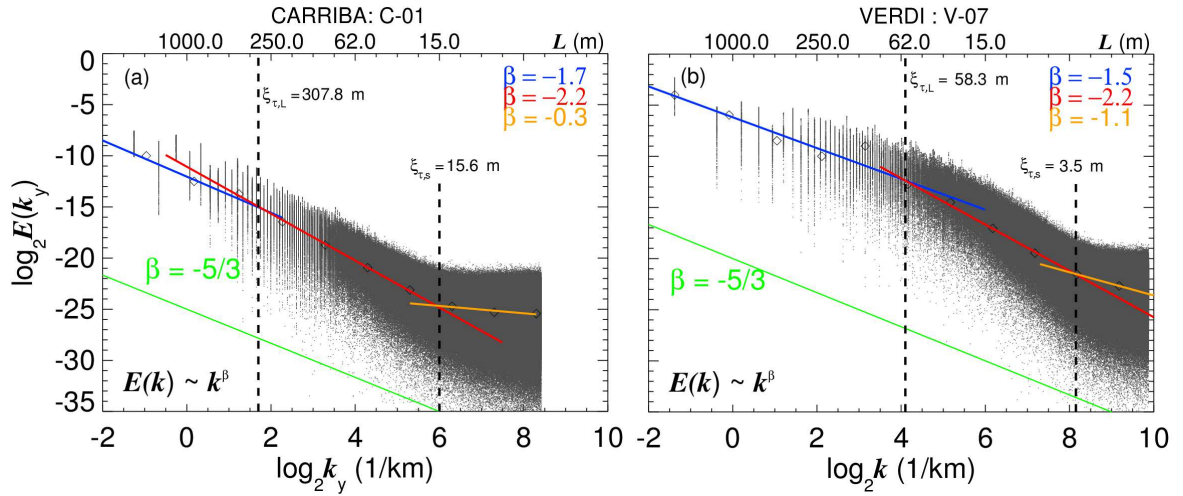 CARRIBA: C-01
1000.0 250.0 62.0 15.0 L (m)
(a)
β = −1.7
β = −2.2
β = -0.3
ξτ,L = 307.8 m
ξτ,s = 15.6 m
β = -5/3
E(k) ~ k^β
log₂E(k_y)
0
-5
-10
-15
-20
-25
-30
-35
-2 0 2 4 6 8 10
log₂k_y (1/km)
VERDI : V-07
1000.0 250.0 62.0 15.0 L (m)
(b)
β = −1.5
β = −2.2
β = -1.1
ξτ,L = 58.3 m
ξτ,s = 3.5 m
β = -5/3
E(k) ~ k^β
-2 0 2 4 6 8 10
log₂k (1/km)